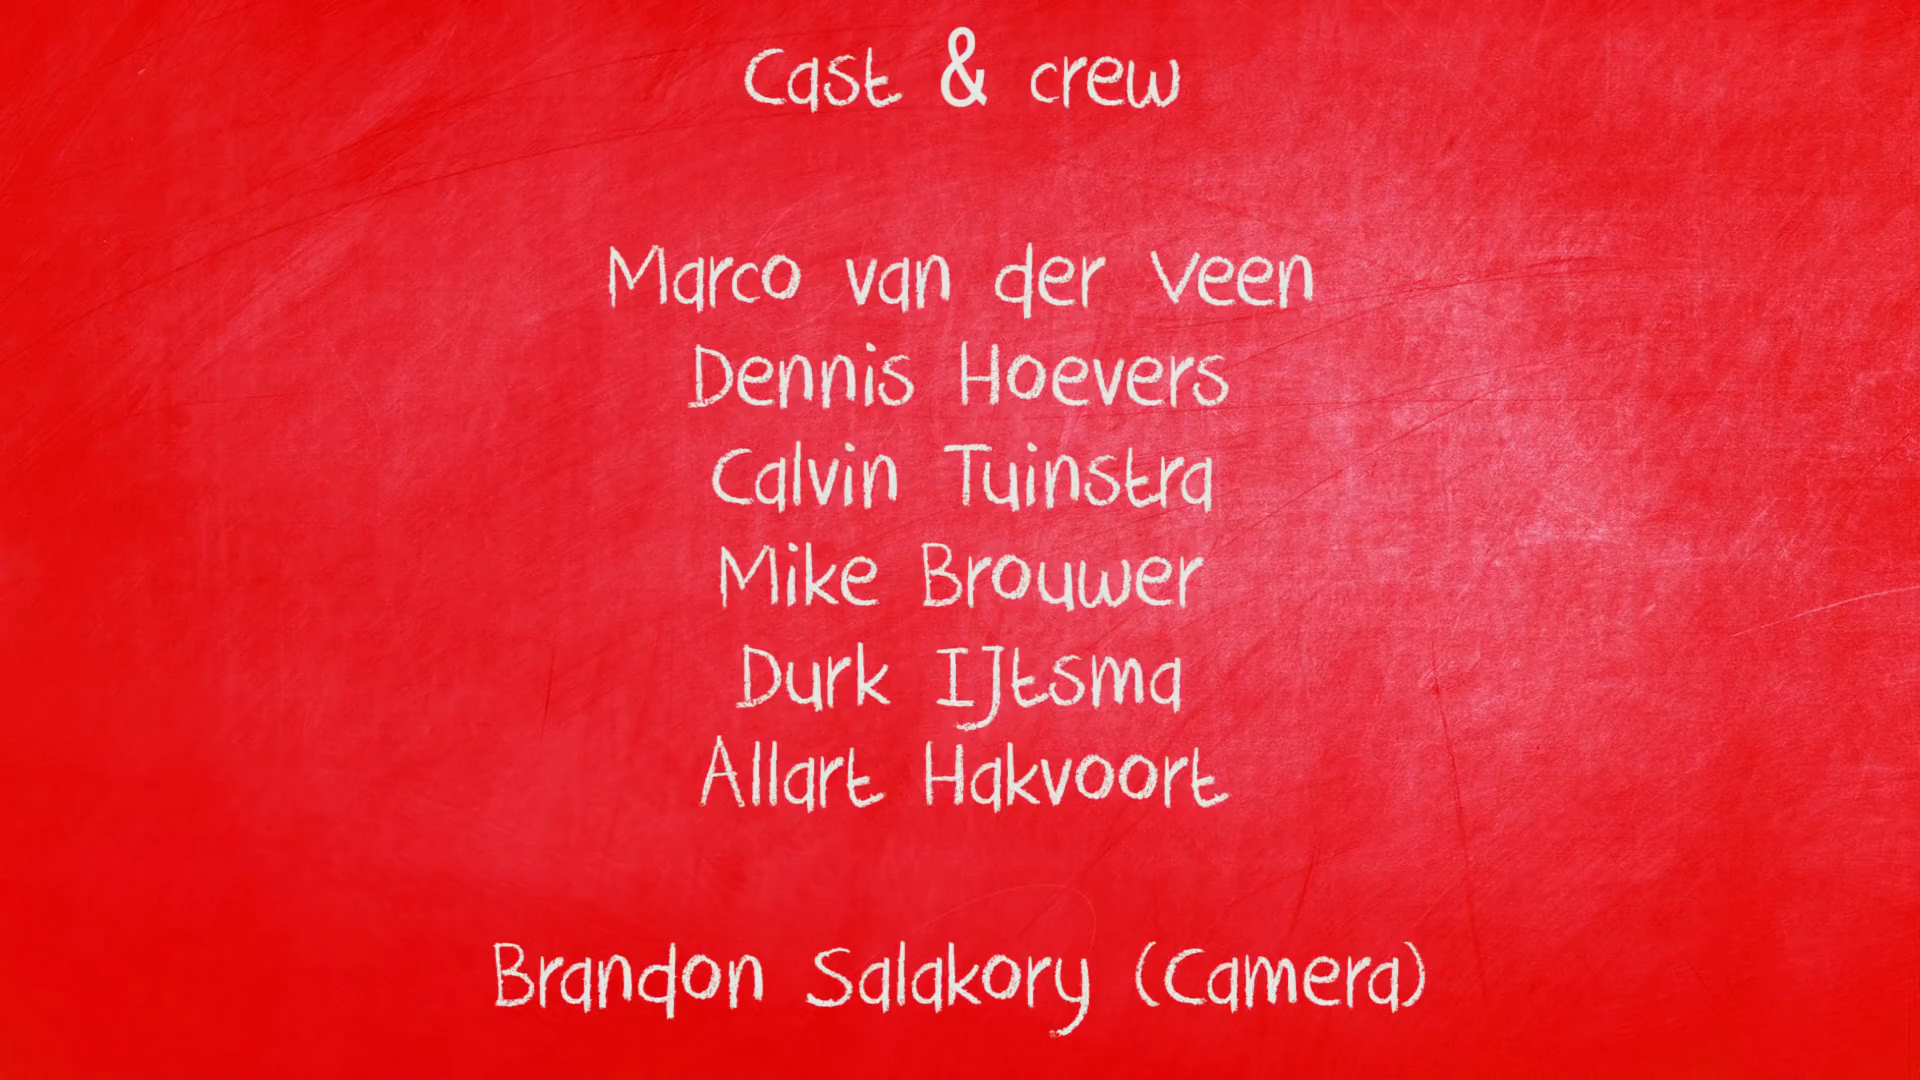 Cast & crew
Marco van der Veen
Dennis Hoevers
Calvin Tuinstra
Mike Brouwer
Durk IJtsma
Allart Hakvoort
Brandon Salakory (Camera)